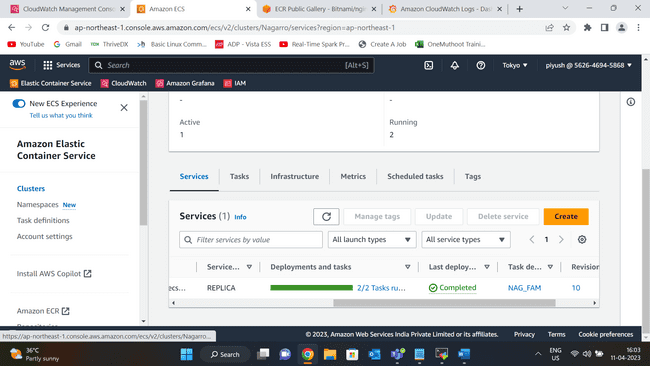 CloudWatch Management Cons
Amazon ECS
ECR Public Gallery - Bitnami/ng
Amazon CloudWatch Logs - Das
ap-northeast-1.console.aws.amazon.com/ecs/v2/clusters/Nagarro/services?region=ap-northeast-1
YouTube
Gmail
ThriveDX
Basic Linux Comm...
ADP - Vista ESS
Real-Time Spark Pr...
Create A Job
OneMuthoot Traini...
aws
Services
Search
[Alt+S]
Tokyo
piyush @ 5626-4694-5868
Elastic Container Service
CloudWatch
Amazon Grafana
IAM
New ECS Experience
Tell us what you think
Amazon Elastic
Container Service
Clusters
Namespaces New
Task definitions
Account settings
Install AWS Copilot
Amazon ECR
-
-
Active
Running
1
2
Services
Tasks
Infrastructure
Metrics
Scheduled tasks
Tags
Services (1) Info
Manage tags
Update
Delete service
Create
Filter services by value
All launch types
All service types
1
Service...
Deployments and tasks
Last deploy...
Task de...
Revision
:ecs...
REPLICA
2/2 Tasks ru...
Completed
NAG_FAM
10
https://ap-northeast-1.console.aws.amazon.com/ecs/v2/clusters/Nagarro...
© 2023, Amazon Web Services India Private Limited or its affiliates.
Privacy
Terms
Cookie preferences
36°C
Partly sunny
Search
ENG
US
16:03
11-04-2023